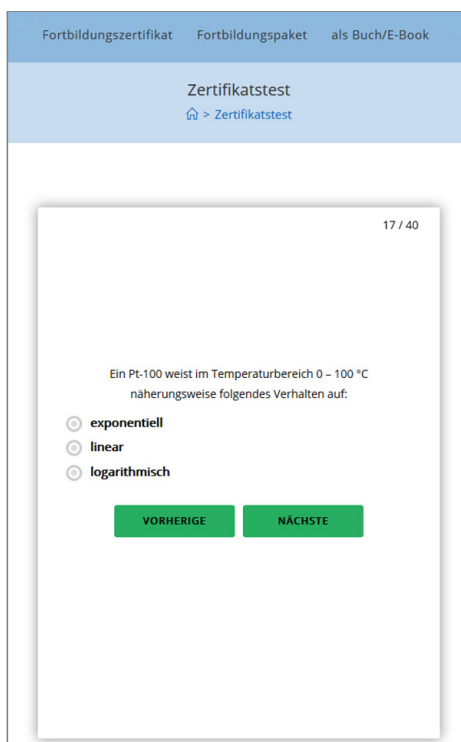 Fortbildungszertifikat Fortbildungspaket als Buch/E-Book
Zertifikatstest
> Zertifikatstest
17 / 40
Ein Pt-100 weist im Temperaturbereich 0 – 100 °C
näherungsweise folgendes Verhalten auf:
exponentiell
linear
logarithmisch
VORHERIGE NÄCHSTE